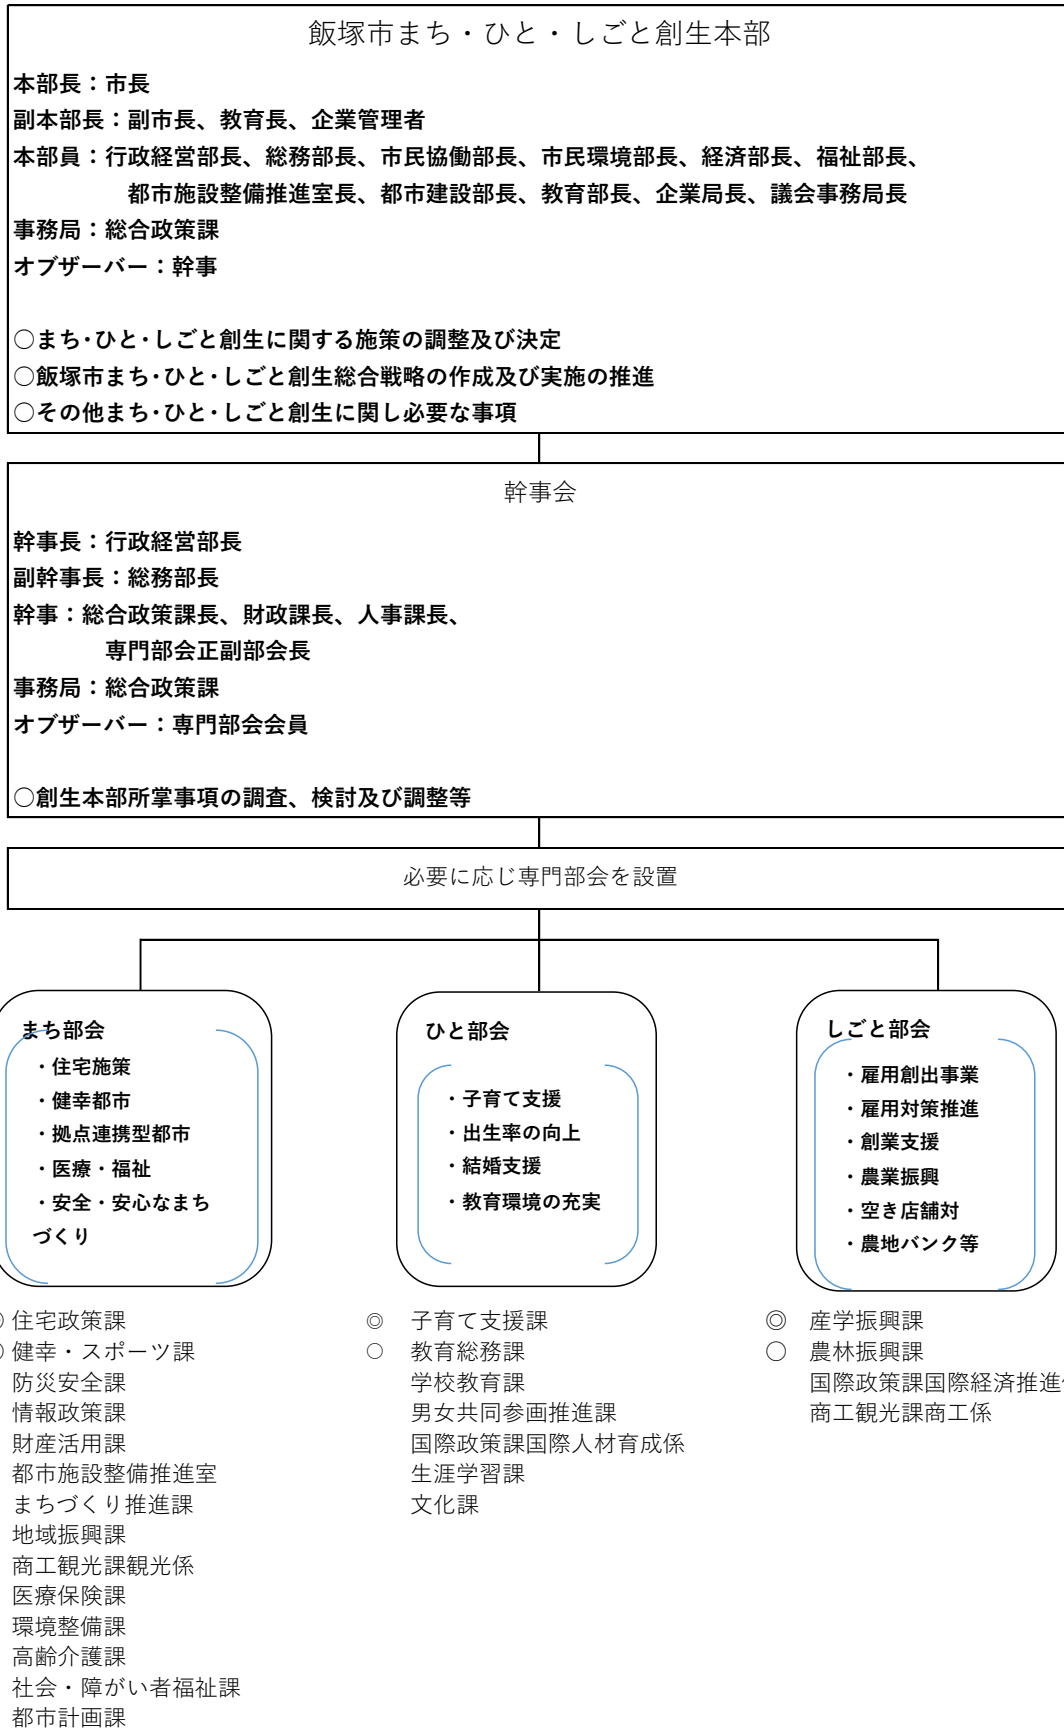 飯塚市まち・ひと・しごと創生本部
本部長：市長
副本部長：副市長、教育長、企業管理者
本部員：行政経営部長、総務部長、市民協働部長、市民環境部長、経済部長、福祉部長、
都市施設整備推進室長、都市建設部長、教育部長、企業局長、議会事務局長
事務局：総合政策課
オブザーバー：幹事
○まち･ひと･しごと創生に関する施策の調整及び決定
○飯塚市まち･ひと･しごと創生総合戦略の作成及び実施の推進
○その他まち･ひと･しごと創生に関し必要な事項
幹事会
幹事長：行政経営部長
副幹事長：総務部長
幹事：総合政策課長、財政課長、人事課長、
専門部会正副部会長
事務局：総合政策課
オブザーバー：専門部会会員
○創生本部所掌事項の調査、検討及び調整等
必要に応じ専門部会を設置
まち部会
・住宅施策
・健幸都市
・拠点連携型都市
・医療・福祉
・安全・安心なまち
づくり
◎ 住宅政策課
○ 健幸・スポーツ課
防災安全課
情報政策課
財産活用課
都市施設整備推進室
まちづくり推進課
地域振興課
商工観光課観光係
医療保険課
環境整備課
高齢介護課
社会・障がい者福祉課
都市計画課
ひと部会
・子育て支援
・出生率の向上
・結婚支援
・教育環境の充実
◎ 子育て支援課
○ 教育総務課
学校教育課
男女共同参画推進課
国際政策課国際人材育成係
生涯学習課
文化課
しごと部会
・雇用創出事業
・雇用対策推進
・創業支援
・農業振興
・空き店舗対
・農地バンク等
◎ 産学振興課
○ 農林振興課
国際政策課国際経済推進
商工観光課商工係